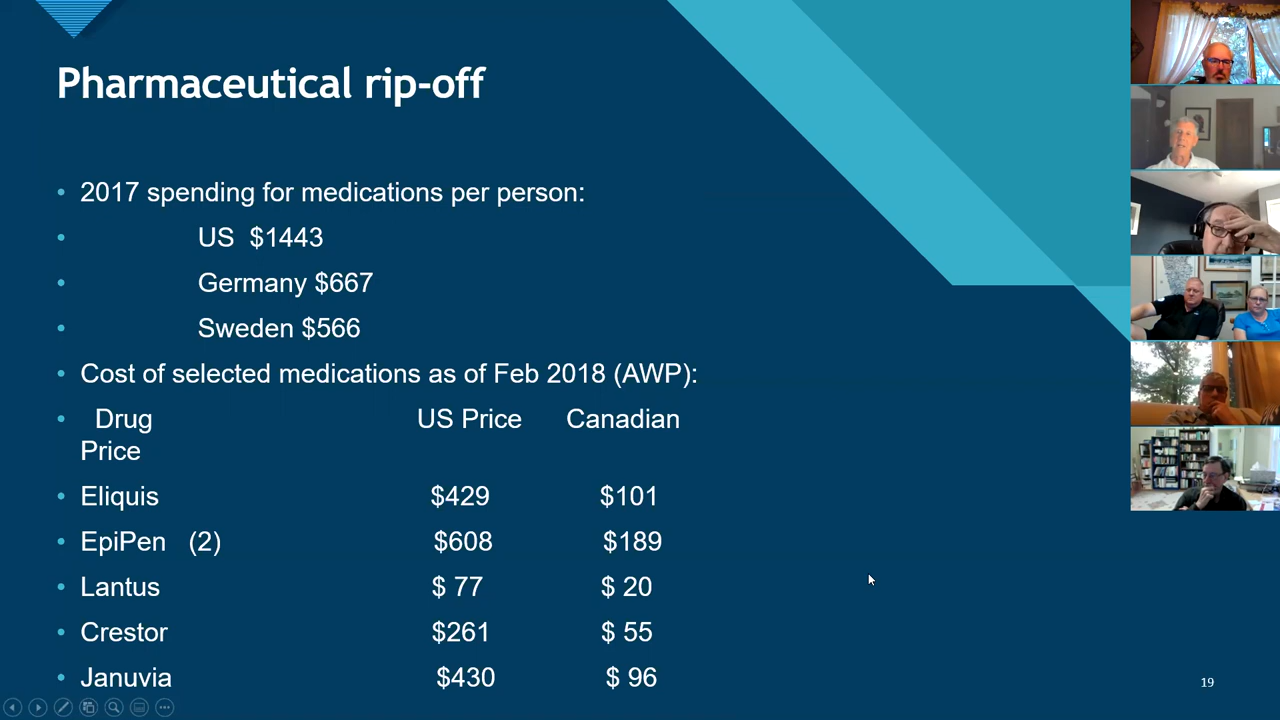 Pharmaceutical rip-off
• 2017 spending for medications per person:
• US $1443
• Germany $667
• Sweden $566
• Cost of selected medications as of Feb 2018 (AWP):
• Drug US Price Canadian
Price
• Eliquis $429 $101
• EpiPen (2) $608 $189
• Lantus $ 77 $ 20
• Crestor $261 $ 55
• Januvia $430 $ 96
19